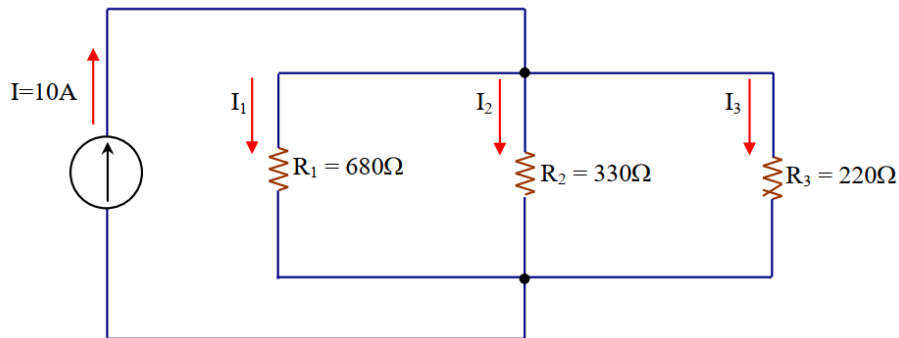 I=10A
I₁
I₂
I₃
R₁ = 680Ω
R₂ = 330Ω
R₃ = 220Ω